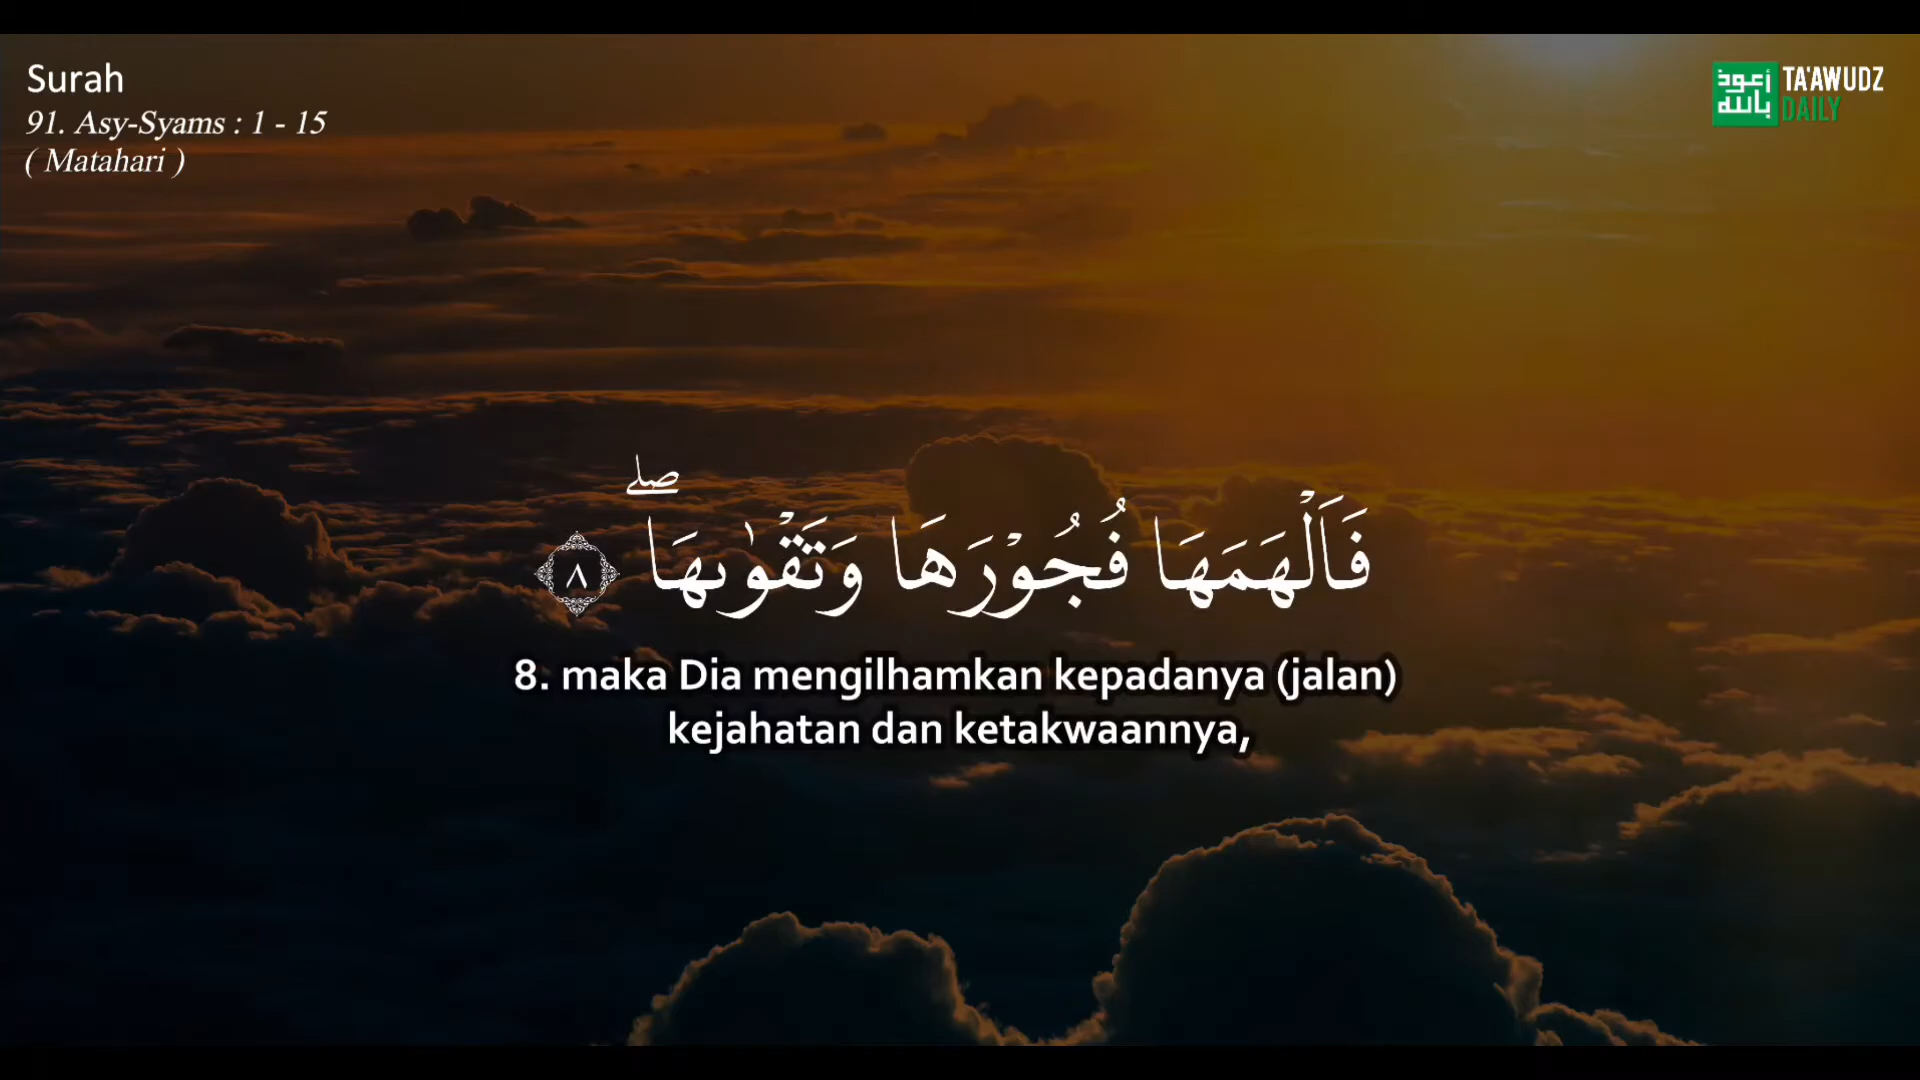 Surah
91. Asy-Syams : 1 - 15
( Matahari )
أعوذ
بالله
TA'AWUDZ
DAILY
فَاَلْهَمَهَا فُجُوْرَهَا وَتَقْوٰىهَاۖ ٨
8. maka Dia mengilhamkan kepadanya (jalan)
kejahatan dan ketakwaannya,